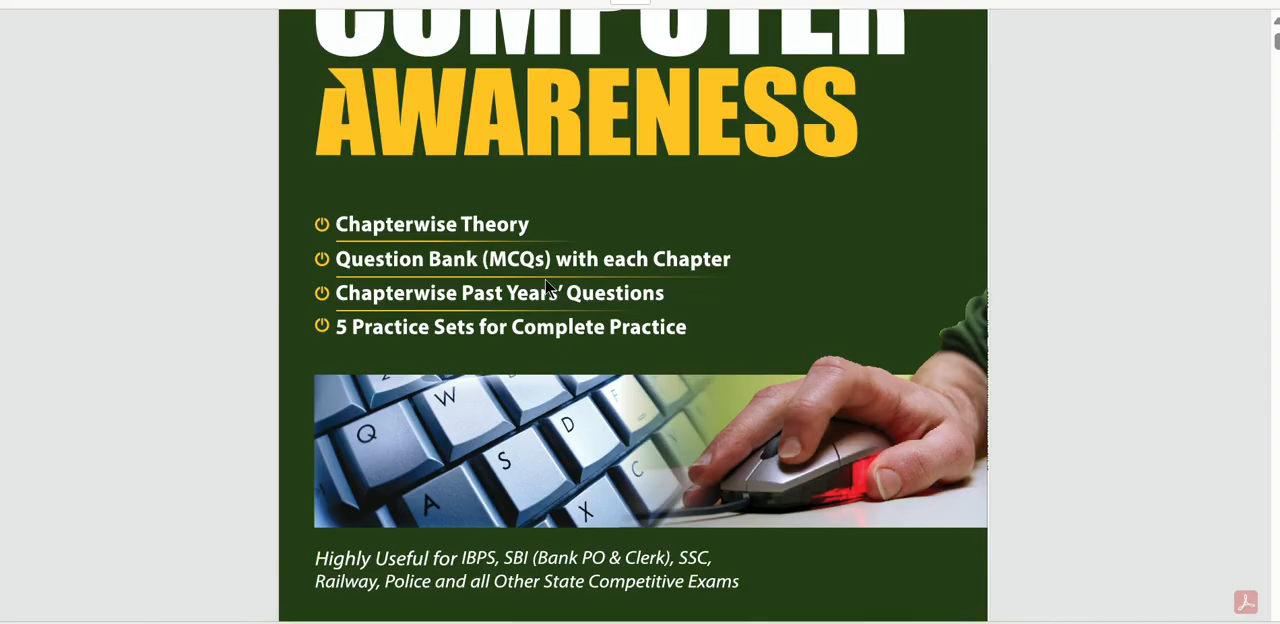 COMPUTER
AWARENESS
Chapterwise Theory
Question Bank (MCQs) with each Chapter
Chapterwise Past Years' Questions
5 Practice Sets for Complete Practice
Q W S D F A X C
Highly Useful for IBPS, SBI (Bank PO & Clerk), SSC,
Railway, Police and all Other State Competitive Exams